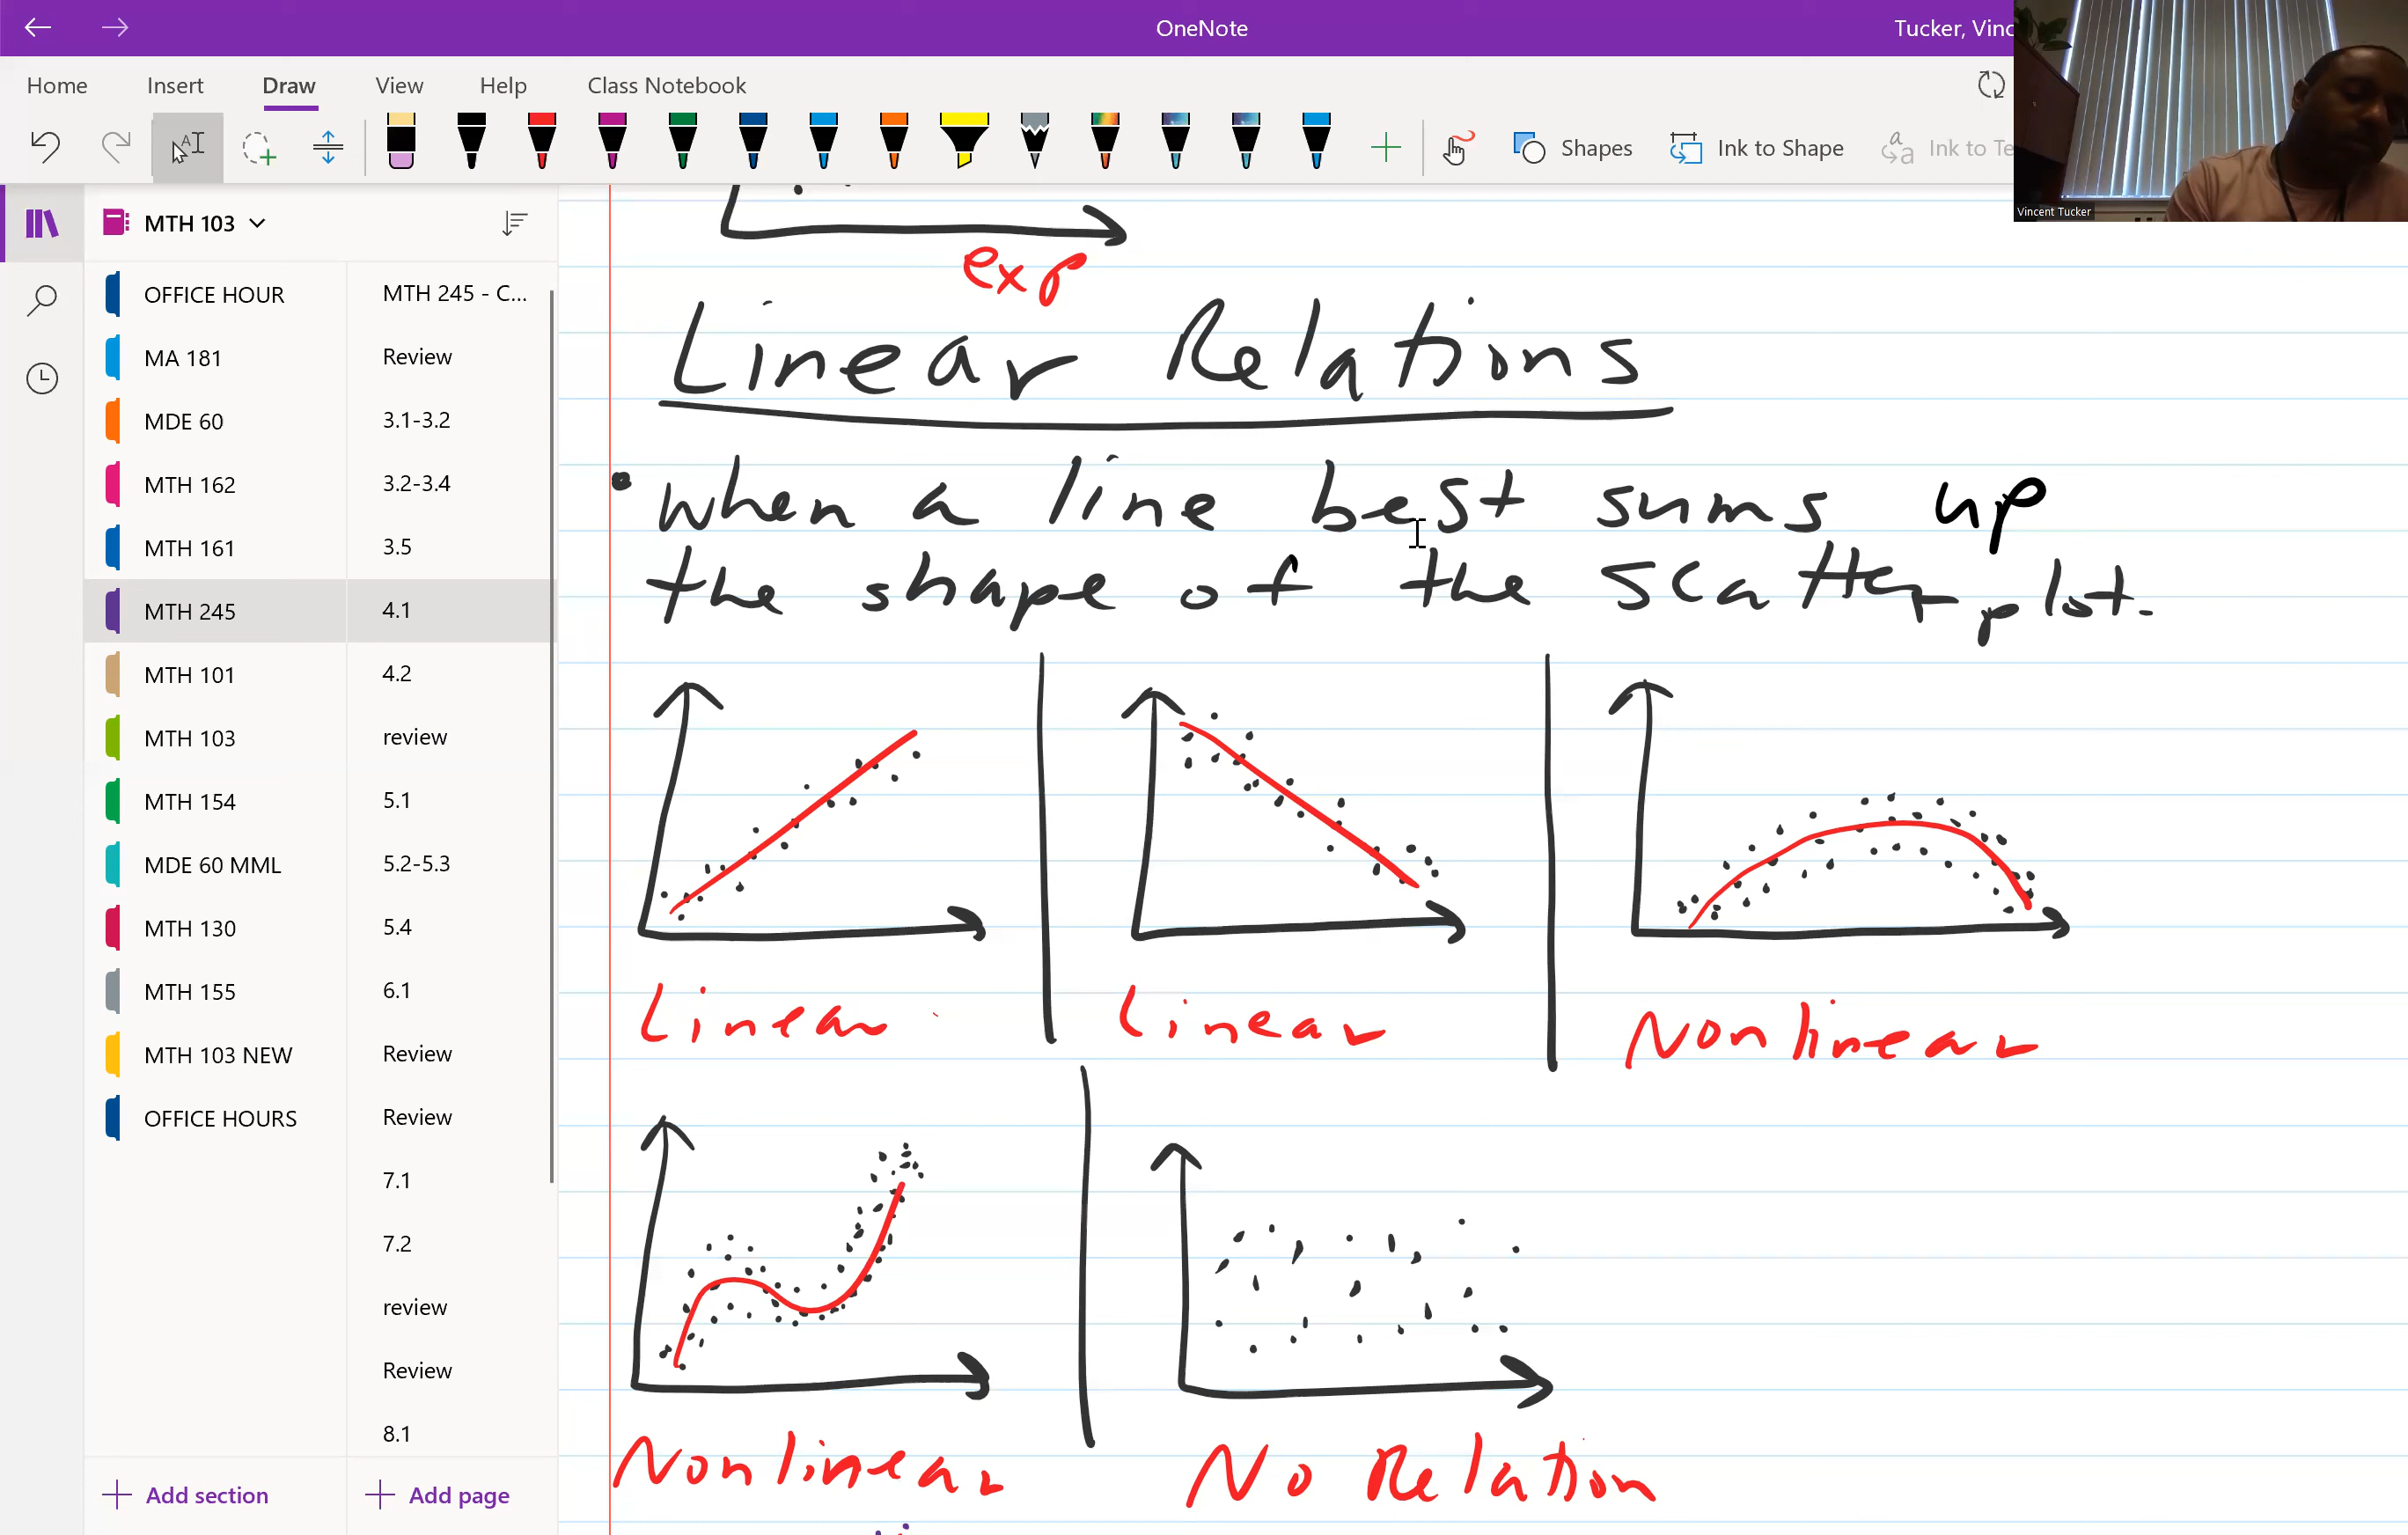 OneNote
Tucker, Vinc
Home Insert Draw View Help Class Notebook
Shapes Ink to Shape Ink to Te
Vincent Tucker
MTH 103
OFFICE HOUR
MA 181
MDE 60
MTH 162
MTH 161
MTH 245
MTH 101
MTH 103
MTH 154
MDE 60 MML
MTH 130
MTH 155
MTH 103 NEW
OFFICE HOURS
Add section
MTH 245 - C...
Review
3.1-3.2
3.2-3.4
3.5
4.1
4.2
review
5.1
5.2-5.3
5.4
6.1
Review
Review
7.1
7.2
review
Review
8.1
Add page
exp
Linear Relations
• when a line best sums up
the shape of the scatter plot.
Linear Linear Nonlinear
Nonlinear No Relation